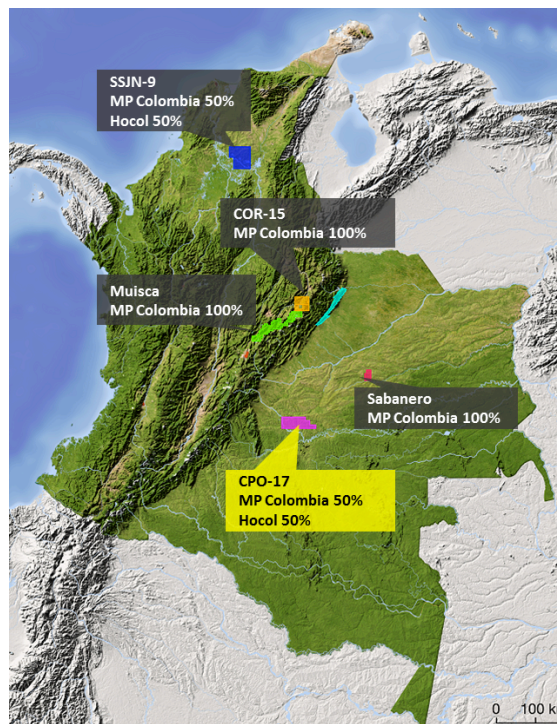 SSJN-9
MP Colombia 50%
Hocol 50%
COR-15
MP Colombia 100%
Muisca
MP Colombia 100%
Sabanero
MP Colombia 100%
CPO-17
MP Colombia 50%
Hocol 50%
0 100 k